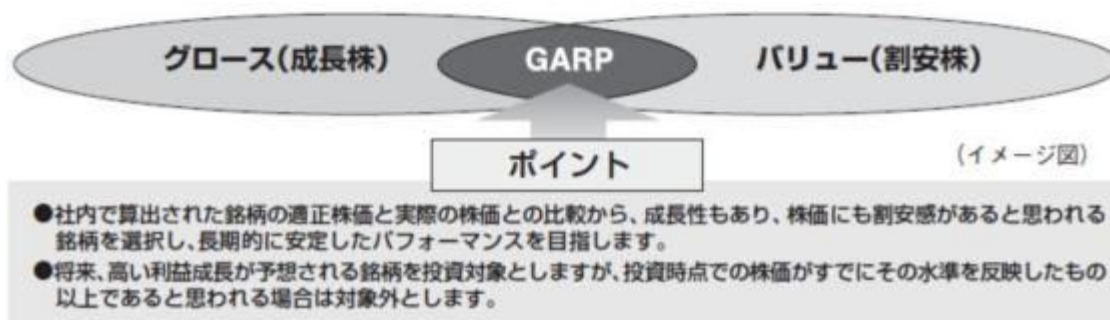 グロース(成長株)
GARP
バリュー(割安株)
ポイント
(イメージ図)
●社内で算出された銘柄の適正株価と実際の株価との比較から、成長性もあり、株価にも割安感があると思われる
銘柄を選択し、長期的に安定したパフォーマンスを目指します。
●将来、高い利益成長が予想される銘柄を投資対象としますが、投資時点での株価がすでにその水準を反映したもの
以上であると思われる場合は対象外とします。